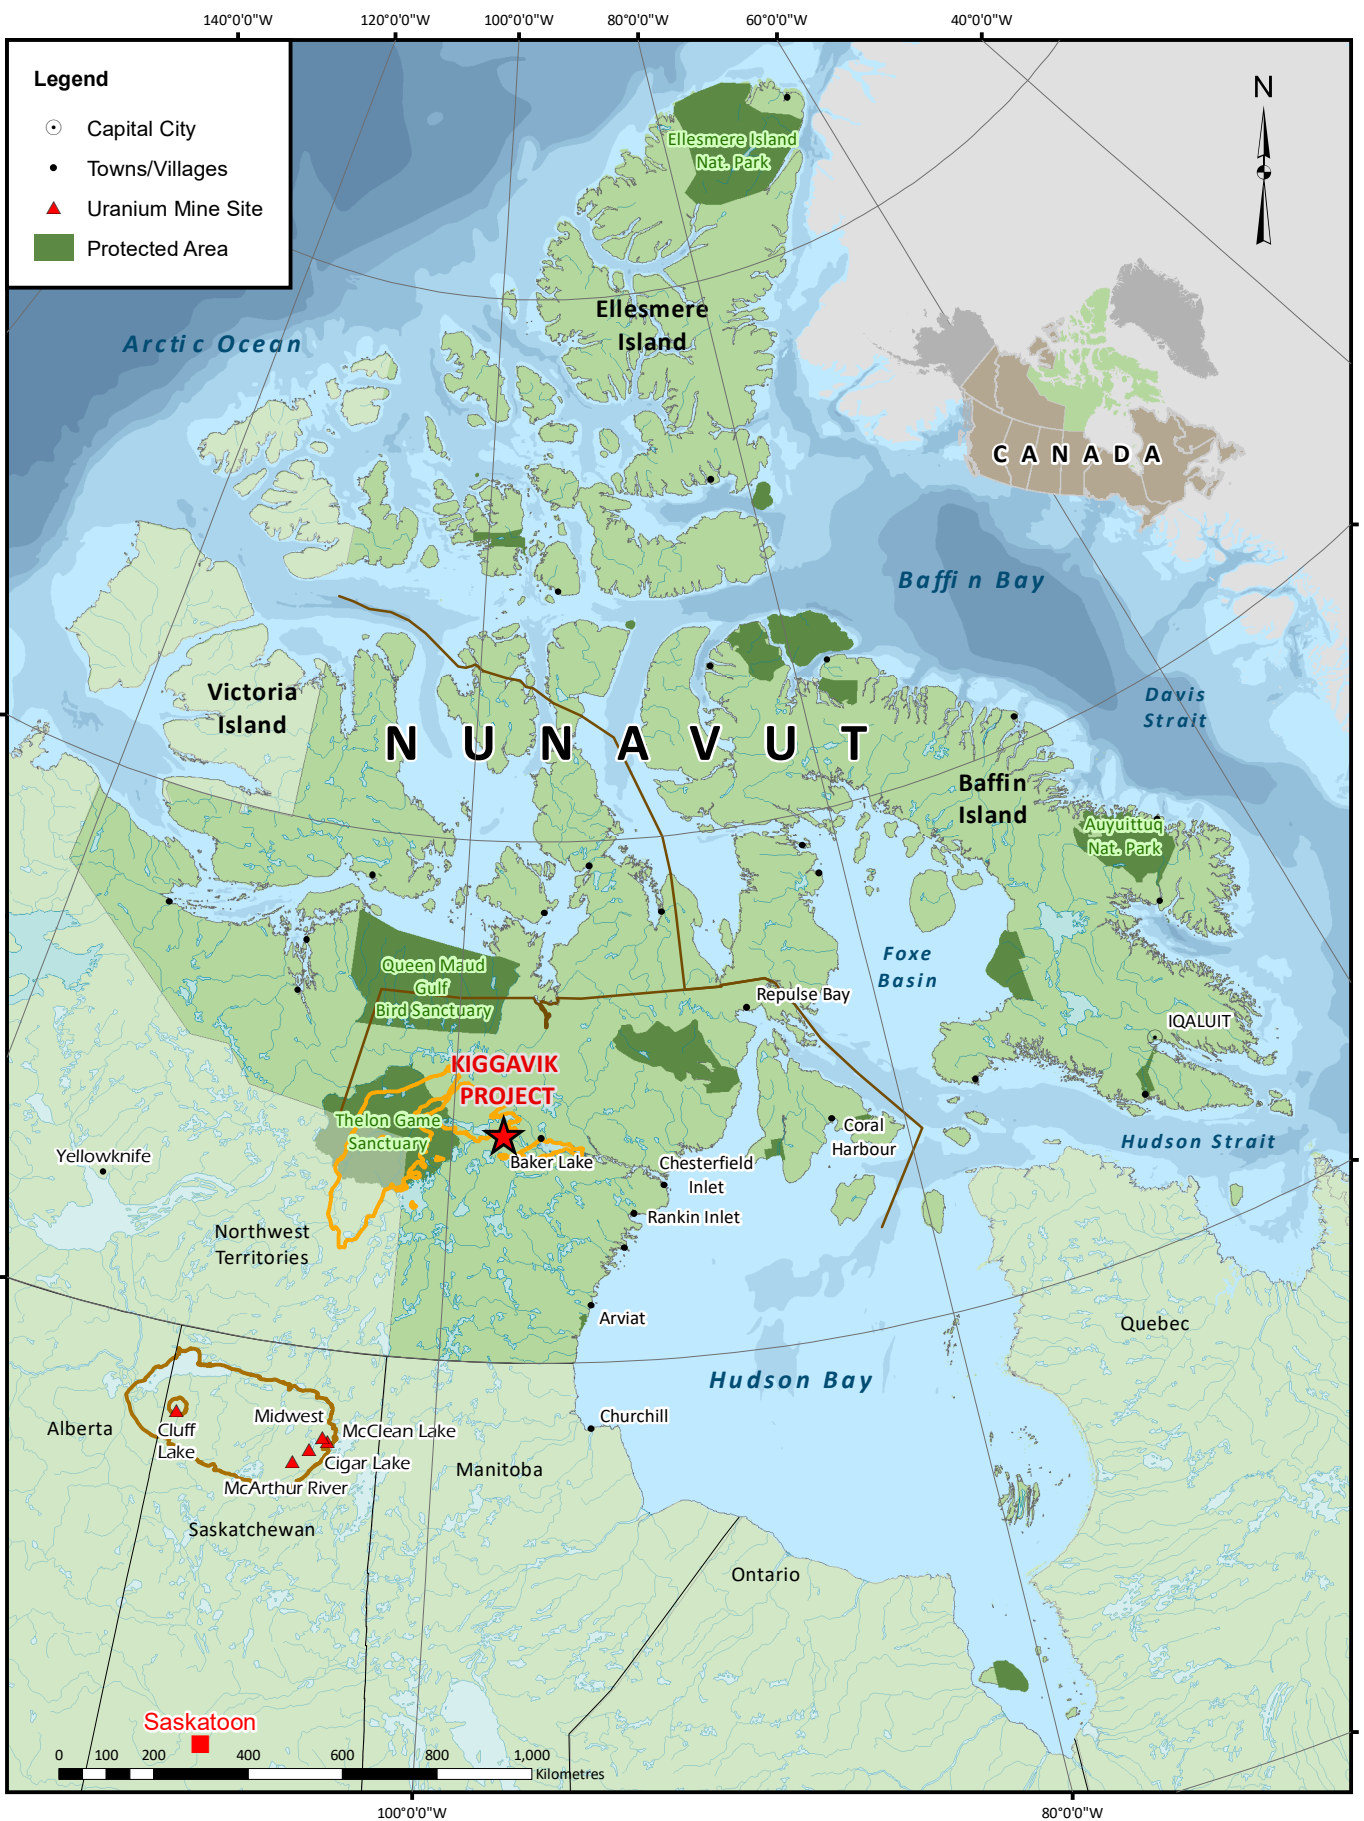 140°0'0"W
120°0'0"W
100°0'0"W
80°0'0"W
60°0'0"W
40°0'0"W
Legend
Capital City
Towns/Villages
Uranium Mine Site
Protected Area
N
Ellesmere Island
Nat. Park
Ellesmere
Island
Arctic Ocean
CANADA
Baffin Bay
Victoria
Island
NUNAVUT
Davis
Strait
Baffin
Island
Auyuittuq
Nat. Park
Queen Maud
Gulf
Bird Sanctuary
Foxe
Basin
Repulse Bay
IQALUIT
KIGGAVIK
PROJECT
Thelon Game
Sanctuary
Coral
Harbour
Hudson Strait
Yellowknife
Baker Lake
Chesterfield
Inlet
Rankin Inlet
Northwest
Territories
Arviat
Quebec
Hudson Bay
Alberta
Cluff
Lake
Midwest
McClean Lake
Cigar Lake
McArthur River
Churchill
Manitoba
Saskatchewan
Ontario
Saskatoon
0 100 200 400 600 800 1,000
Kilometres
100°0'0"W
80°0'0"W